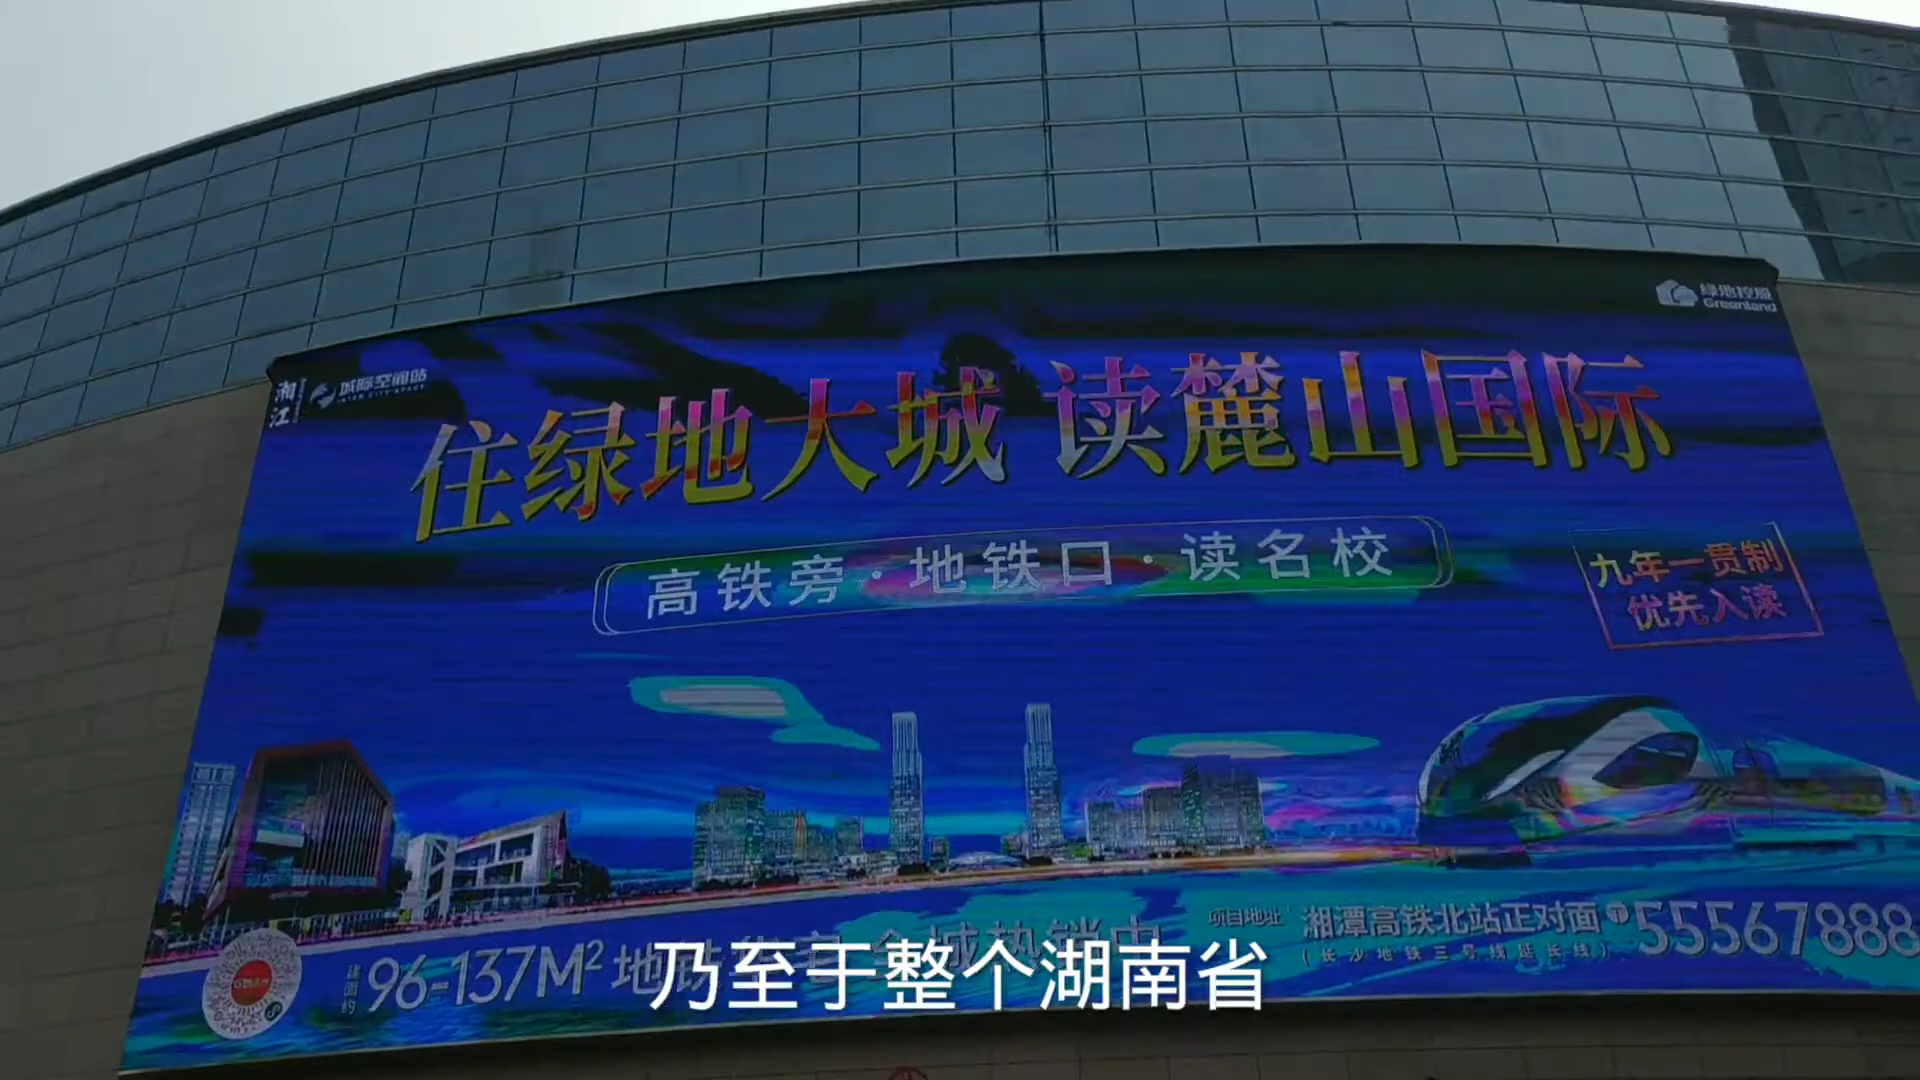 绿地控股
Greenland
湘江
城际空间站
INTER CITY SPACE
住绿地大城 读麓山国际
高铁旁·地铁口·读名校
九年一贯制
优先入读
项目地址
湘潭高铁北站正对面
55567888
(长沙地铁三号线延长线)
建面约
96-137M²
乃至于整个湖南省